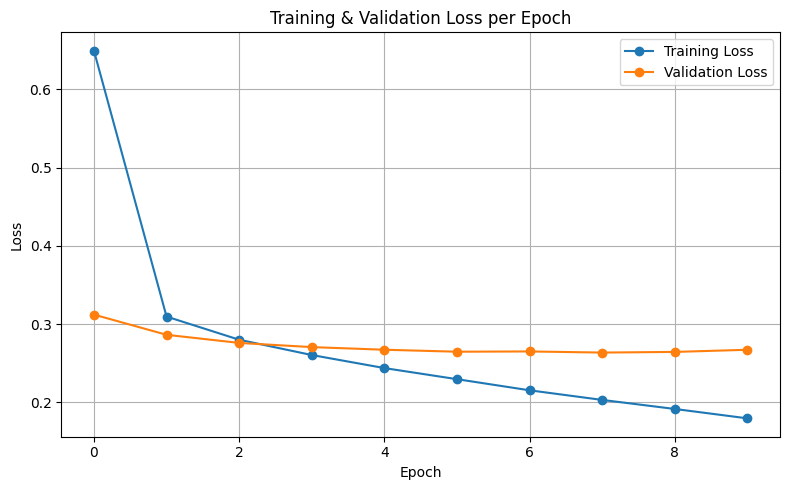 Training & Validation Loss per Epoch
Training Loss
Validation Loss
Loss
0.6
0.5
0.4
0.3
0.2
0 2 4 6 8
Epoch